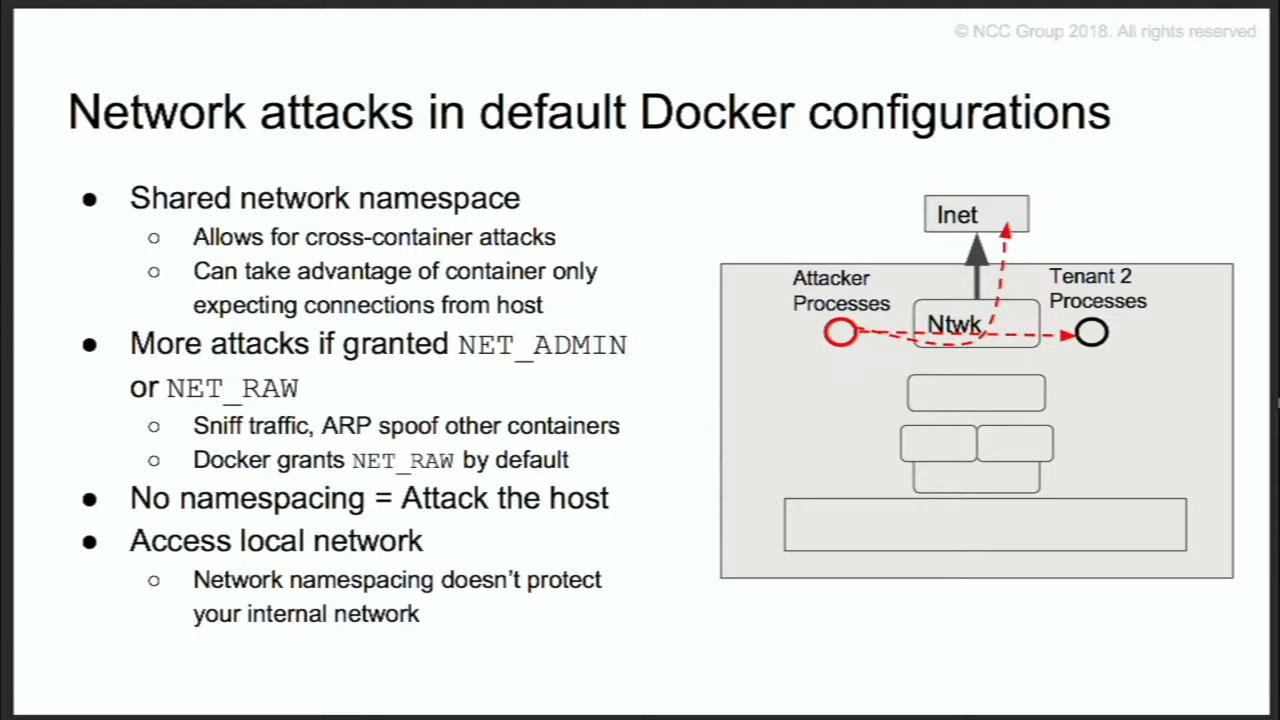 © NCC Group 2018. All rights reserved
Network attacks in default Docker configurations
● Shared network namespace
○ Allows for cross-container attacks
○ Can take advantage of container only
expecting connections from host
● More attacks if granted NET_ADMIN
or NET_RAW
○ Sniff traffic, ARP spoof other containers
○ Docker grants NET_RAW by default
● No namespacing = Attack the host
● Access local network
○ Network namespacing doesn't protect
your internal network
Inet
Attacker
Processes
Tenant 2
Processes
Ntwk